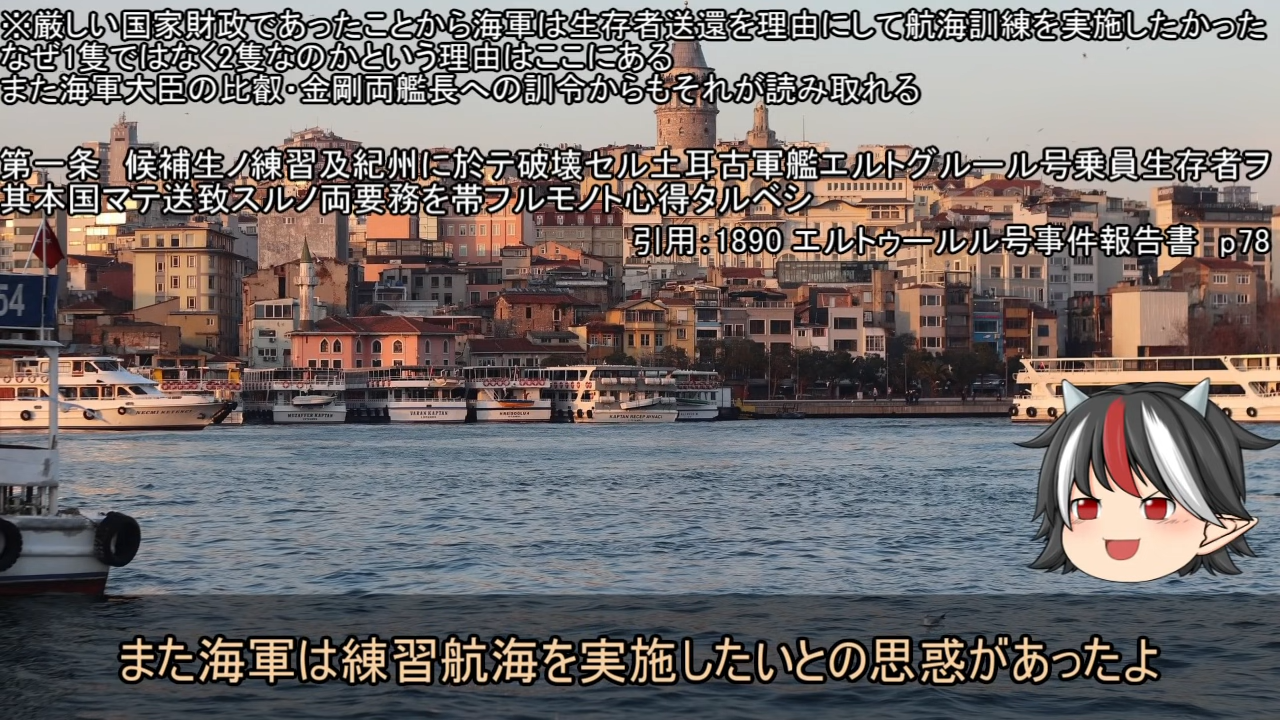 ※厳しい国家財政であったことから海軍は生存者送還を理由にして航海訓練を実施したかった
なぜ1隻ではなく2隻なのかという理由はここにある
また海軍大臣の比叡・金剛両艦長への訓令からもそれが読み取れる
第一条　候補生ノ練習及紀州に於テ破壊セル土耳古軍艦エルトグルール号乗員生存者ヲ
其本国マテ送致スルノ両要務を帯フルモノト心得タルベシ
引用：1890 エルトゥールル号事件報告書 p78
54
また海軍は練習航海を実施したいとの思惑があったよ